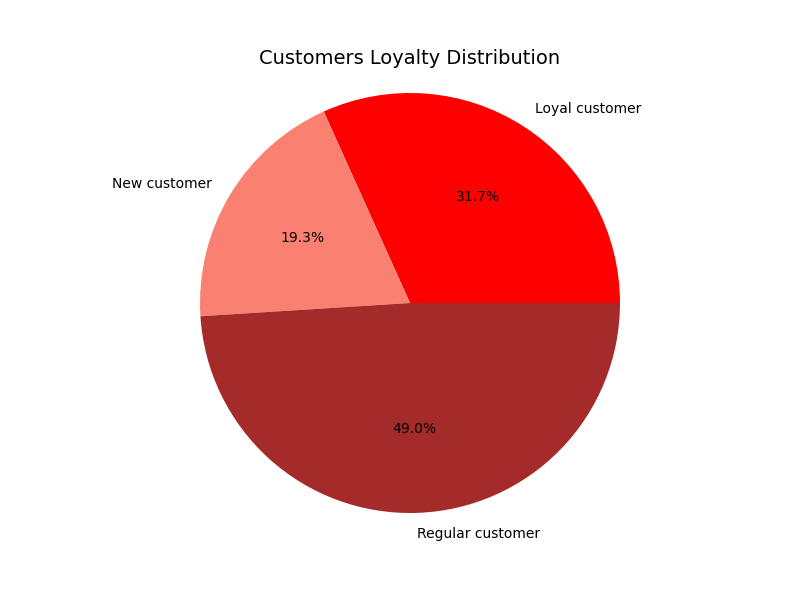 Customers Loyalty Distribution
Loyal customer
31.7%
New customer
19.3%
49.0%
Regular customer